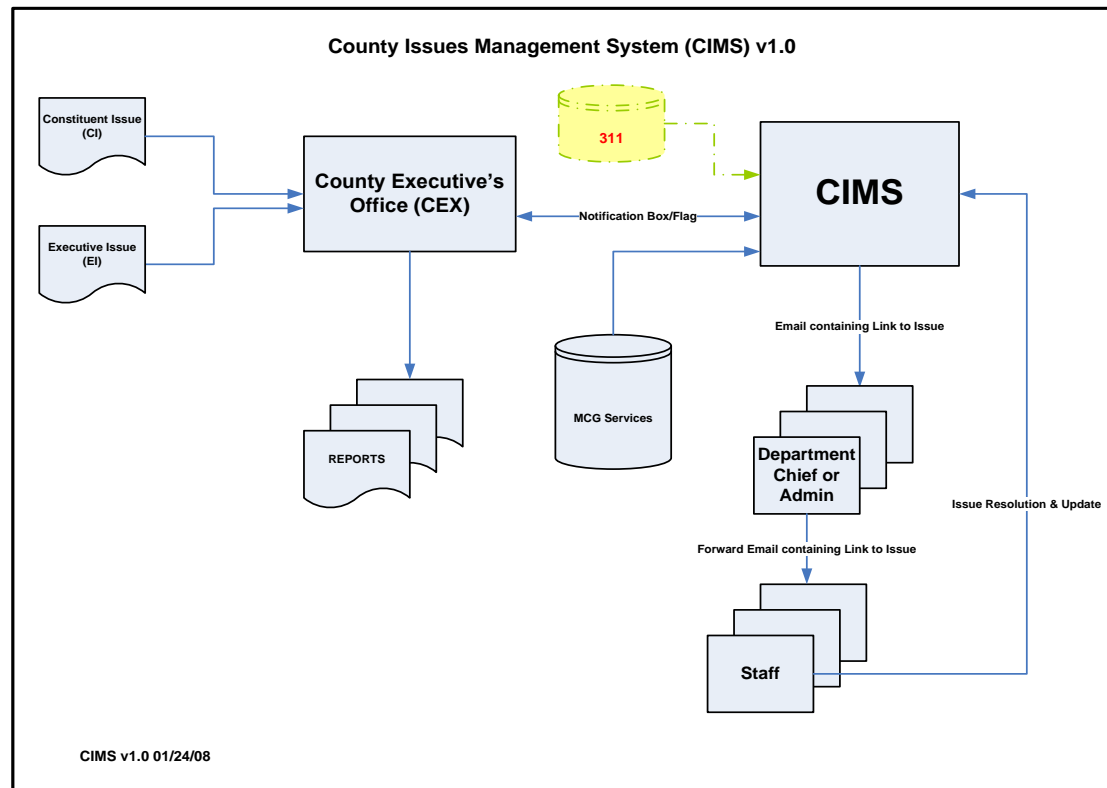 County Issues Management System (CIMS) v1.0
Constituent Issue
(CI)
Executive Issue
(EI)
County Executive's
Office (CEX)
311
CIMS
Notification Box/Flag
MCG Services
REPORTS
Email containing Link to Issue
Department
Chief or
Admin
Issue Resolution & Update
Forward Email containing Link to Issue
Staff
CIMS v1.0 01/24/08